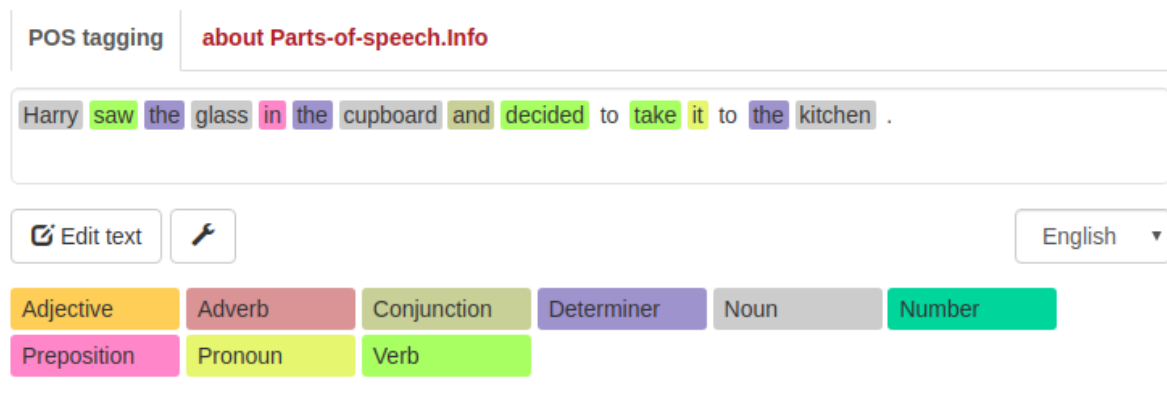 POS tagging about Parts-of-speech.Info
Harry saw the glass in the cupboard and decided to take it to the kitchen .
Edit text English
Adjective Adverb Conjunction Determiner Noun Number
Preposition Pronoun Verb